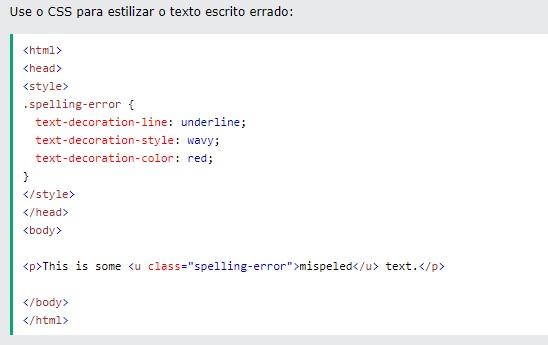 Use o CSS para estilizar o texto escrito errado:
<html>
<head>
<style>
.spelling-error {
  text-decoration-line: underline;
  text-decoration-style: wavy;
  text-decoration-color: red;
}
</style>
</head>
<body>
<p>This is some <u class="spelling-error">mispeled</u> text.</p>
</body>
</html>